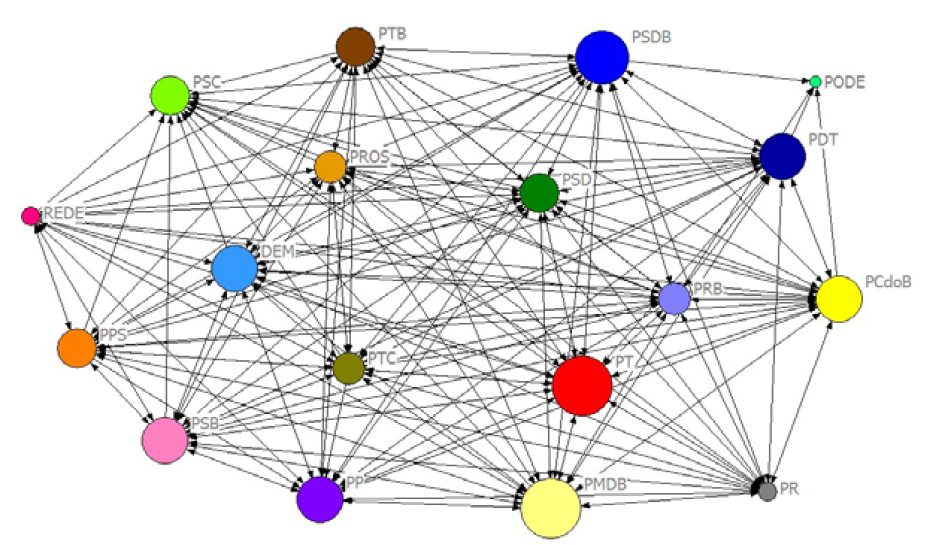 PTB
PSDB
PSC
PODE
PDT
PROS
PSD
REDE
DEM
PRB
PCdoB
PPS
PTC
PT
PSB
PP
PMDB
PR